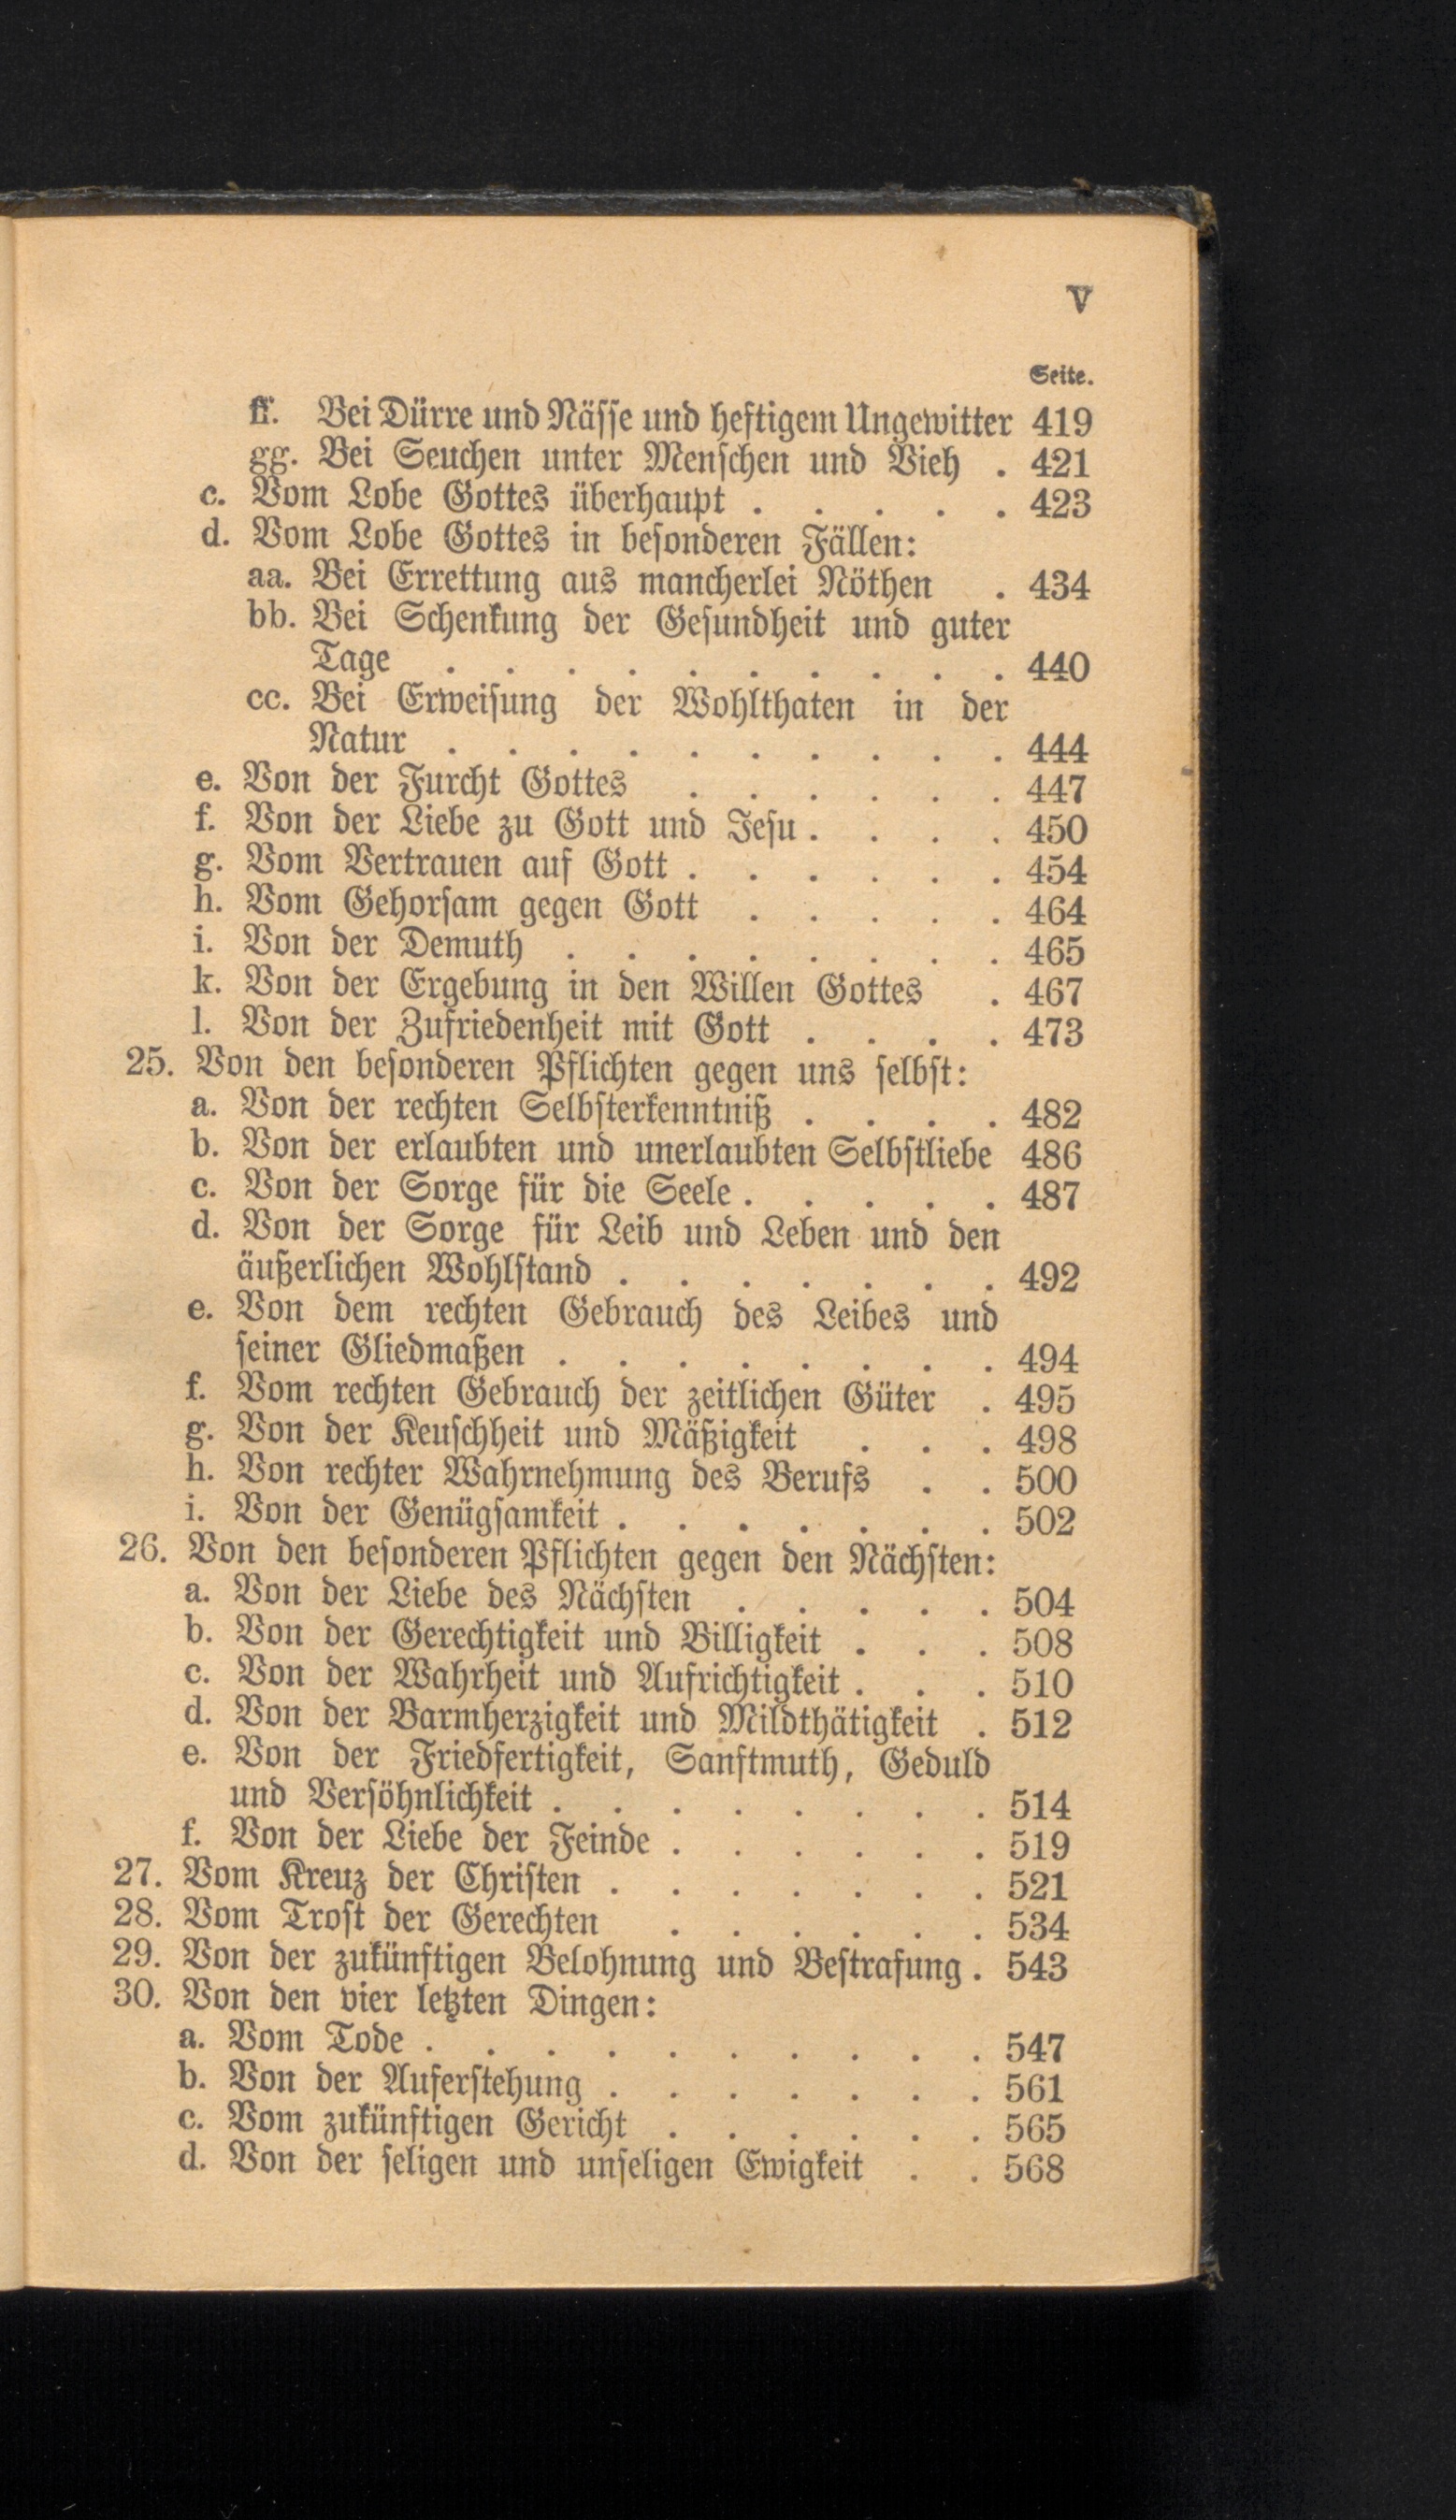 V
Seite.
ff. Bei Dürre und Nässe und heftigem Ungewitter 419
gg. Bei Seuchen unter Menschen und Vieh . 421
c. Vom Lobe Gottes überhaupt . . . . . 423
d. Vom Lobe Gottes in besonderen Fällen:
aa. Bei Errettung aus mancherlei Nöthen . 434
bb. Bei Schenkung der Gesundheit und guter
Tage . . . . . . . . . . 440
cc. Bei Erweisung der Wohlthaten in der
Natur . . . . . . . . . . 444
e. Von der Furcht Gottes . . . . . . 447
f. Von der Liebe zu Gott und Jesu . . . . 450
g. Vom Vertrauen auf Gott . . . . . . 454
h. Vom Gehorsam gegen Gott . . . . . 464
i. Von der Demuth . . . . . . . . 465
k. Von der Ergebung in den Willen Gottes . 467
l. Von der Zufriedenheit mit Gott . . . . 473
25. Von den besonderen Pflichten gegen uns selbst:
a. Von der rechten Selbsterkenntniß . . . . 482
b. Von der erlaubten und unerlaubten Selbstliebe 486
c. Von der Sorge für die Seele . . . . . 487
d. Von der Sorge für Leib und Leben und den
äußerlichen Wohlstand . . . . . . . 492
e. Von dem rechten Gebrauch des Leibes und
seiner Gliedmaßen . . . . . . . . 494
f. Vom rechten Gebrauch der zeitlichen Güter . 495
g. Von der Keuschheit und Mäßigkeit . . . 498
h. Von rechter Wahrnehmung des Berufs . . 500
i. Von der Genügsamkeit . . . . . . . 502
26. Von den besonderen Pflichten gegen den Nächsten:
a. Von der Liebe des Nächsten . . . . . 504
b. Von der Gerechtigkeit und Billigkeit . . . 508
c. Von der Wahrheit und Aufrichtigkeit . . . 510
d. Von der Barmherzigkeit und Mildthätigkeit . 512
e. Von der Friedfertigkeit, Sanftmuth, Geduld
und Versöhnlichkeit . . . . . . . . 514
f. Von der Liebe der Feinde . . . . . . 519
27. Vom Kreuz der Christen . . . . . . . 521
28. Vom Trost der Gerechten . . . . . . 534
29. Von der zukünftigen Belohnung und Bestrafung . 543
30. Von den vier letzten Dingen:
a. Vom Tode . . . . . . . . . . 547
b. Von der Auferstehung . . . . . . . 561
c. Vom zukünftigen Gericht . . . . . . 565
d. Von der seligen und unseligen Ewigkeit . . 568